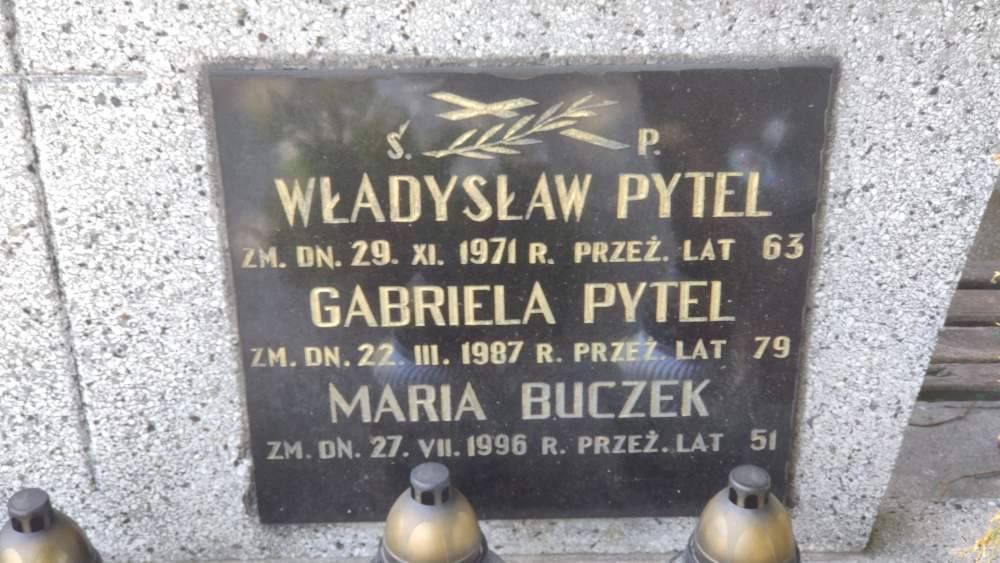 Ś. P.
WŁADYSŁAW PYTEL
ZM. DN. 29. XI. 1971 R. PRZEŻ. LAT 63
GABRIELA PYTEL
ZM. DN. 22. III. 1987 R. PRZEŻ. LAT 79
MARIA BUCZEK
ZM. DN. 27. VII. 1996 R. PRZEŻ. LAT 51